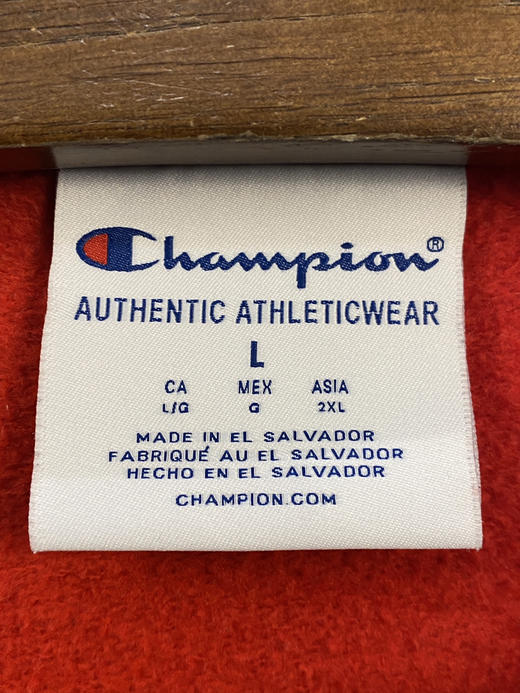 Champion®
AUTHENTIC ATHLETICWEAR
L
CA MEX ASIA
L/G G 2XL
MADE IN EL SALVADOR
FABRIQUÉ AU EL SALVADOR
HECHO EN EL SALVADOR
CHAMPION.COM